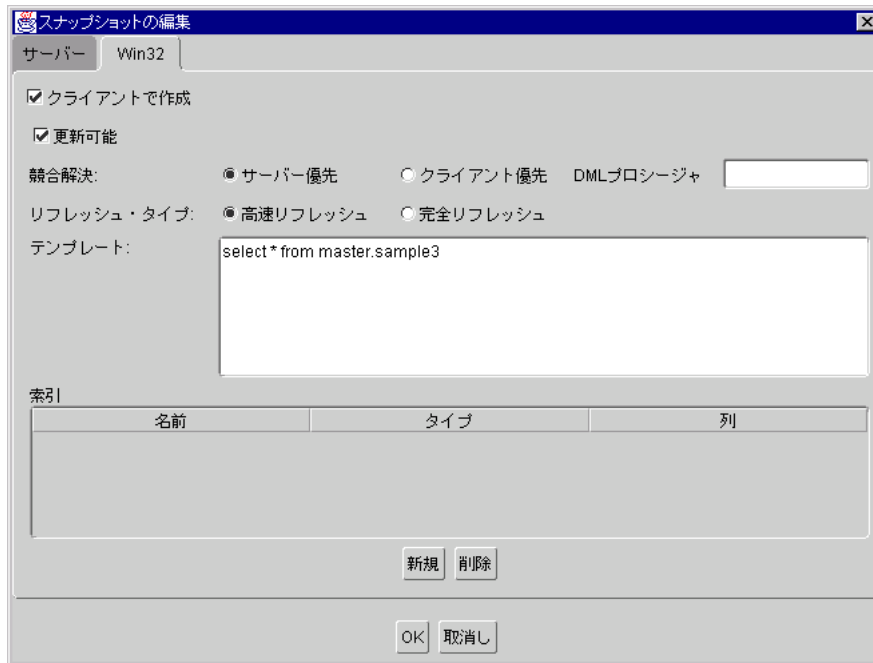 スナップショットの編集
サーバー Win32
クライアントで作成
更新可能
競合解決: サーバー優先 クライアント優先 DMLプロシージャ
リフレッシュ・タイプ: 高速リフレッシュ 完全リフレッシュ
テンプレート: select * from master.sample3
索引
名前 タイプ 列
新規 削除
OK 取消し